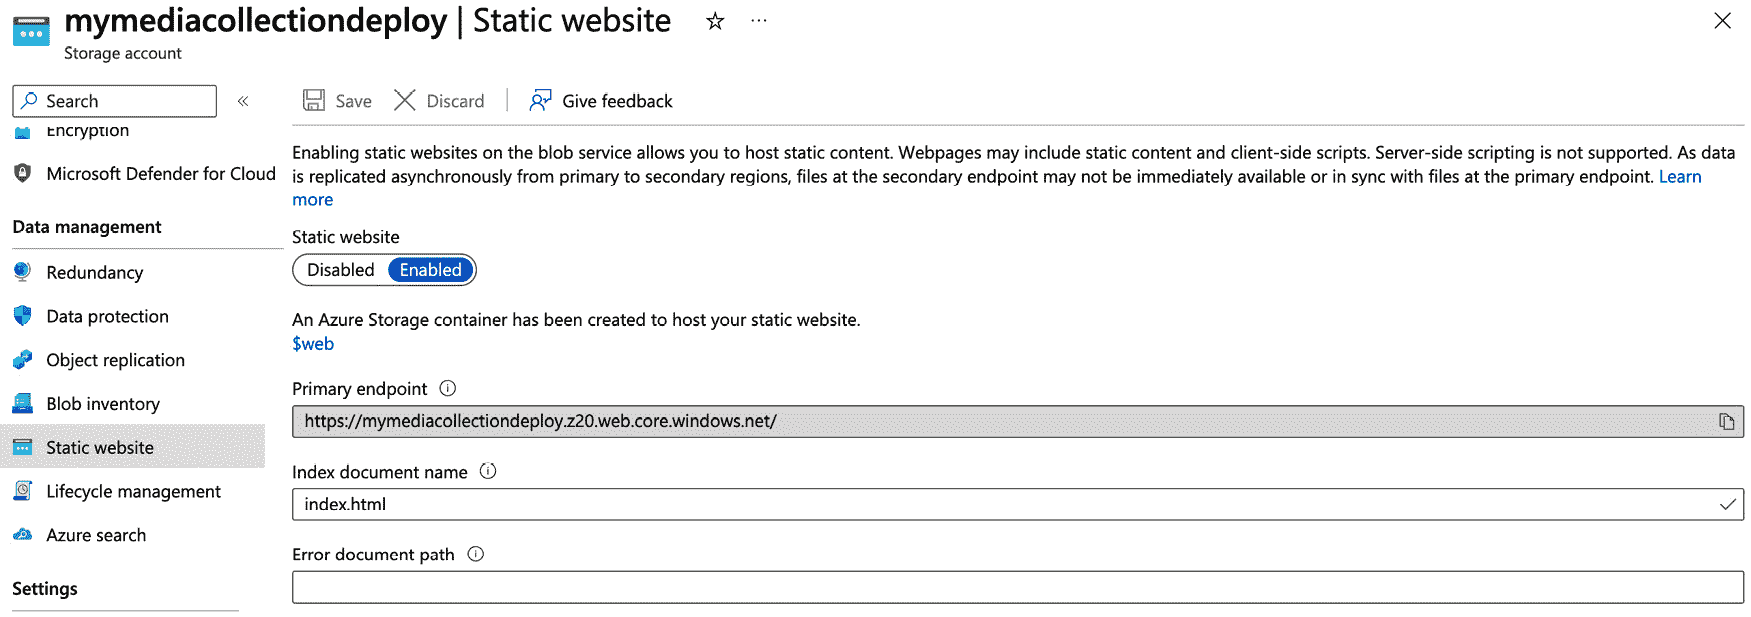 mymediacollectiondeploy | Static website ☆ ···
Storage account
Search «
Encryption
Microsoft Defender for Cloud
Data management
Redundancy
Data protection
Object replication
Blob inventory
Static website
Lifecycle management
Azure search
Settings
Save Discard Give feedback
Enabling static websites on the blob service allows you to host static content. Webpages may include static content and client-side scripts. Server-side scripting is not supported. As data
is replicated asynchronously from primary to secondary regions, files at the secondary endpoint may not be immediately available or in sync with files at the primary endpoint. Learn
more
Static website
Disabled Enabled
An Azure Storage container has been created to host your static website.
$web
Primary endpoint
https://mymediacollectiondeploy.z20.web.core.windows.net/
Index document name
index.html
Error document path